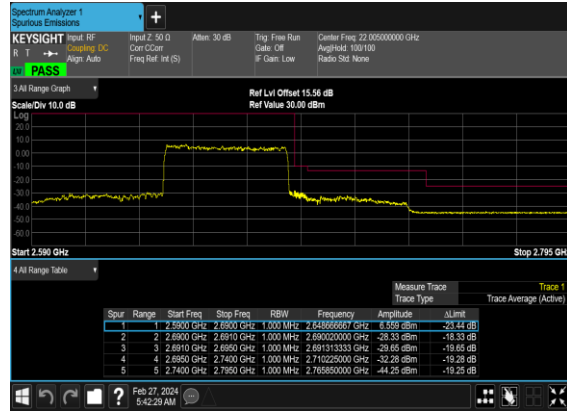 Spectrum Analyzer 1
Spurious Emissions
+
KEYSIGHT Input: RF Input Z: 50 Ω Atten: 30 dB Trig: Free Run Center Freq: 22.005000000 GHz
R T Coupling: DC Corr CCorr Gate: Off Avg|Hold: 100/100
Align: Auto Freq Ref: Int (S) IF Gain: Low Radio Std: None
PASS
3 All Range Graph
Ref Lvl Offset 15.56 dB
Scale/Div 10.0 dB Ref Value 30.00 dBm
Log
20.0
10.0
0.00
-10.0
-20.0
-30.0
-40.0
-50.0
-60.0
Start 2.590 GHz Stop 2.795 GH
4 All Range Table
Measure Trace Trace 1
Trace Type Trace Average (Active)
Spur Range Start Freq Stop Freq RBW Frequency Amplitude ΔLimit
1 1 2.5900 GHz 2.6900 GHz 1.000 MHz 2.648666667 GHz 6.559 dBm -23.44 dB
2 2 2.6900 GHz 2.6910 GHz 1.000 MHz 2.690020000 GHz -28.33 dBm -18.33 dB
3 3 2.6910 GHz 2.6950 GHz 1.000 MHz 2.691313333 GHz -29.65 dBm -19.65 dB
4 4 2.6950 GHz 2.7400 GHz 1.000 MHz 2.710225000 GHz -32.28 dBm -19.28 dB
5 5 2.7400 GHz 2.7950 GHz 1.000 MHz 2.765850000 GHz -44.25 dBm -19.25 dB
? Feb 27, 2024
5:42:29 AM